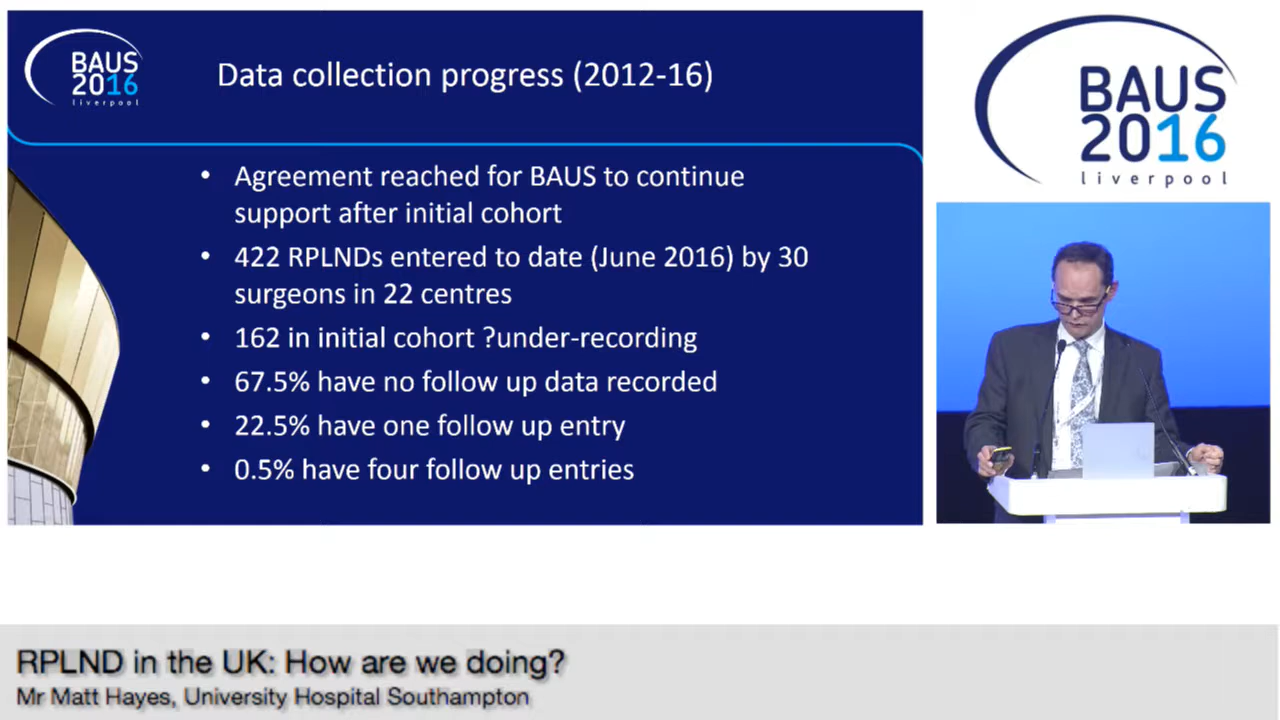 BAUS
2016
liverpool
Data collection progress (2012-16)
• Agreement reached for BAUS to continue
support after initial cohort
• 422 RPLNDs entered to date (June 2016) by 30
surgeons in 22 centres
• 162 in initial cohort ?under-recording
• 67.5% have no follow up data recorded
• 22.5% have one follow up entry
• 0.5% have four follow up entries
BAUS
2016
liverpool
RPLND in the UK: How are we doing?
Mr Matt Hayes, University Hospital Southampton